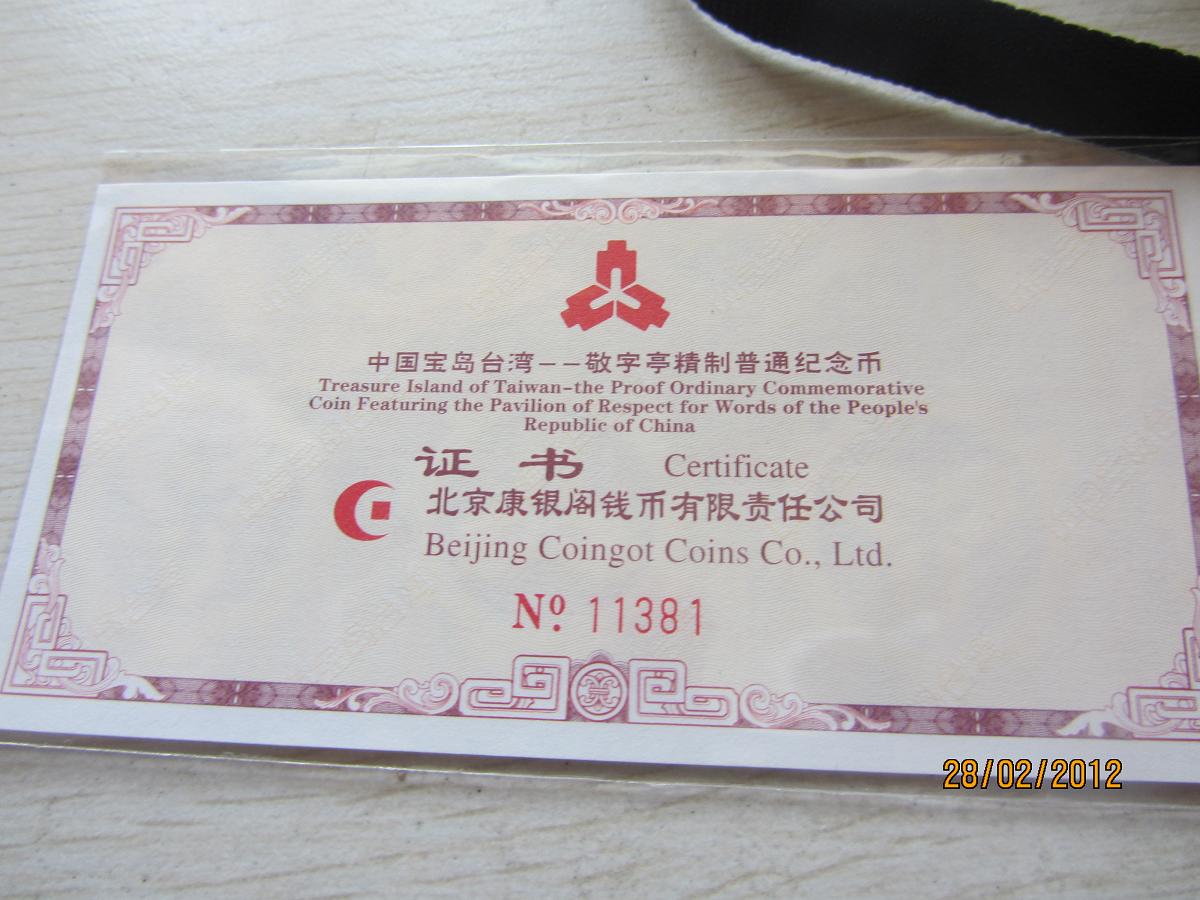 中国宝岛台湾--敬字亭精制普通纪念币
Treasure Island of Taiwan-the Proof Ordinary Commemorative
Coin Featuring the Pavilion of Respect for Words of the People's
Republic of China
证 书 Certificate
北京康银阁钱币有限责任公司
Beijing Coingot Coins Co., Ltd.
Nº. 11381
28/02/2012